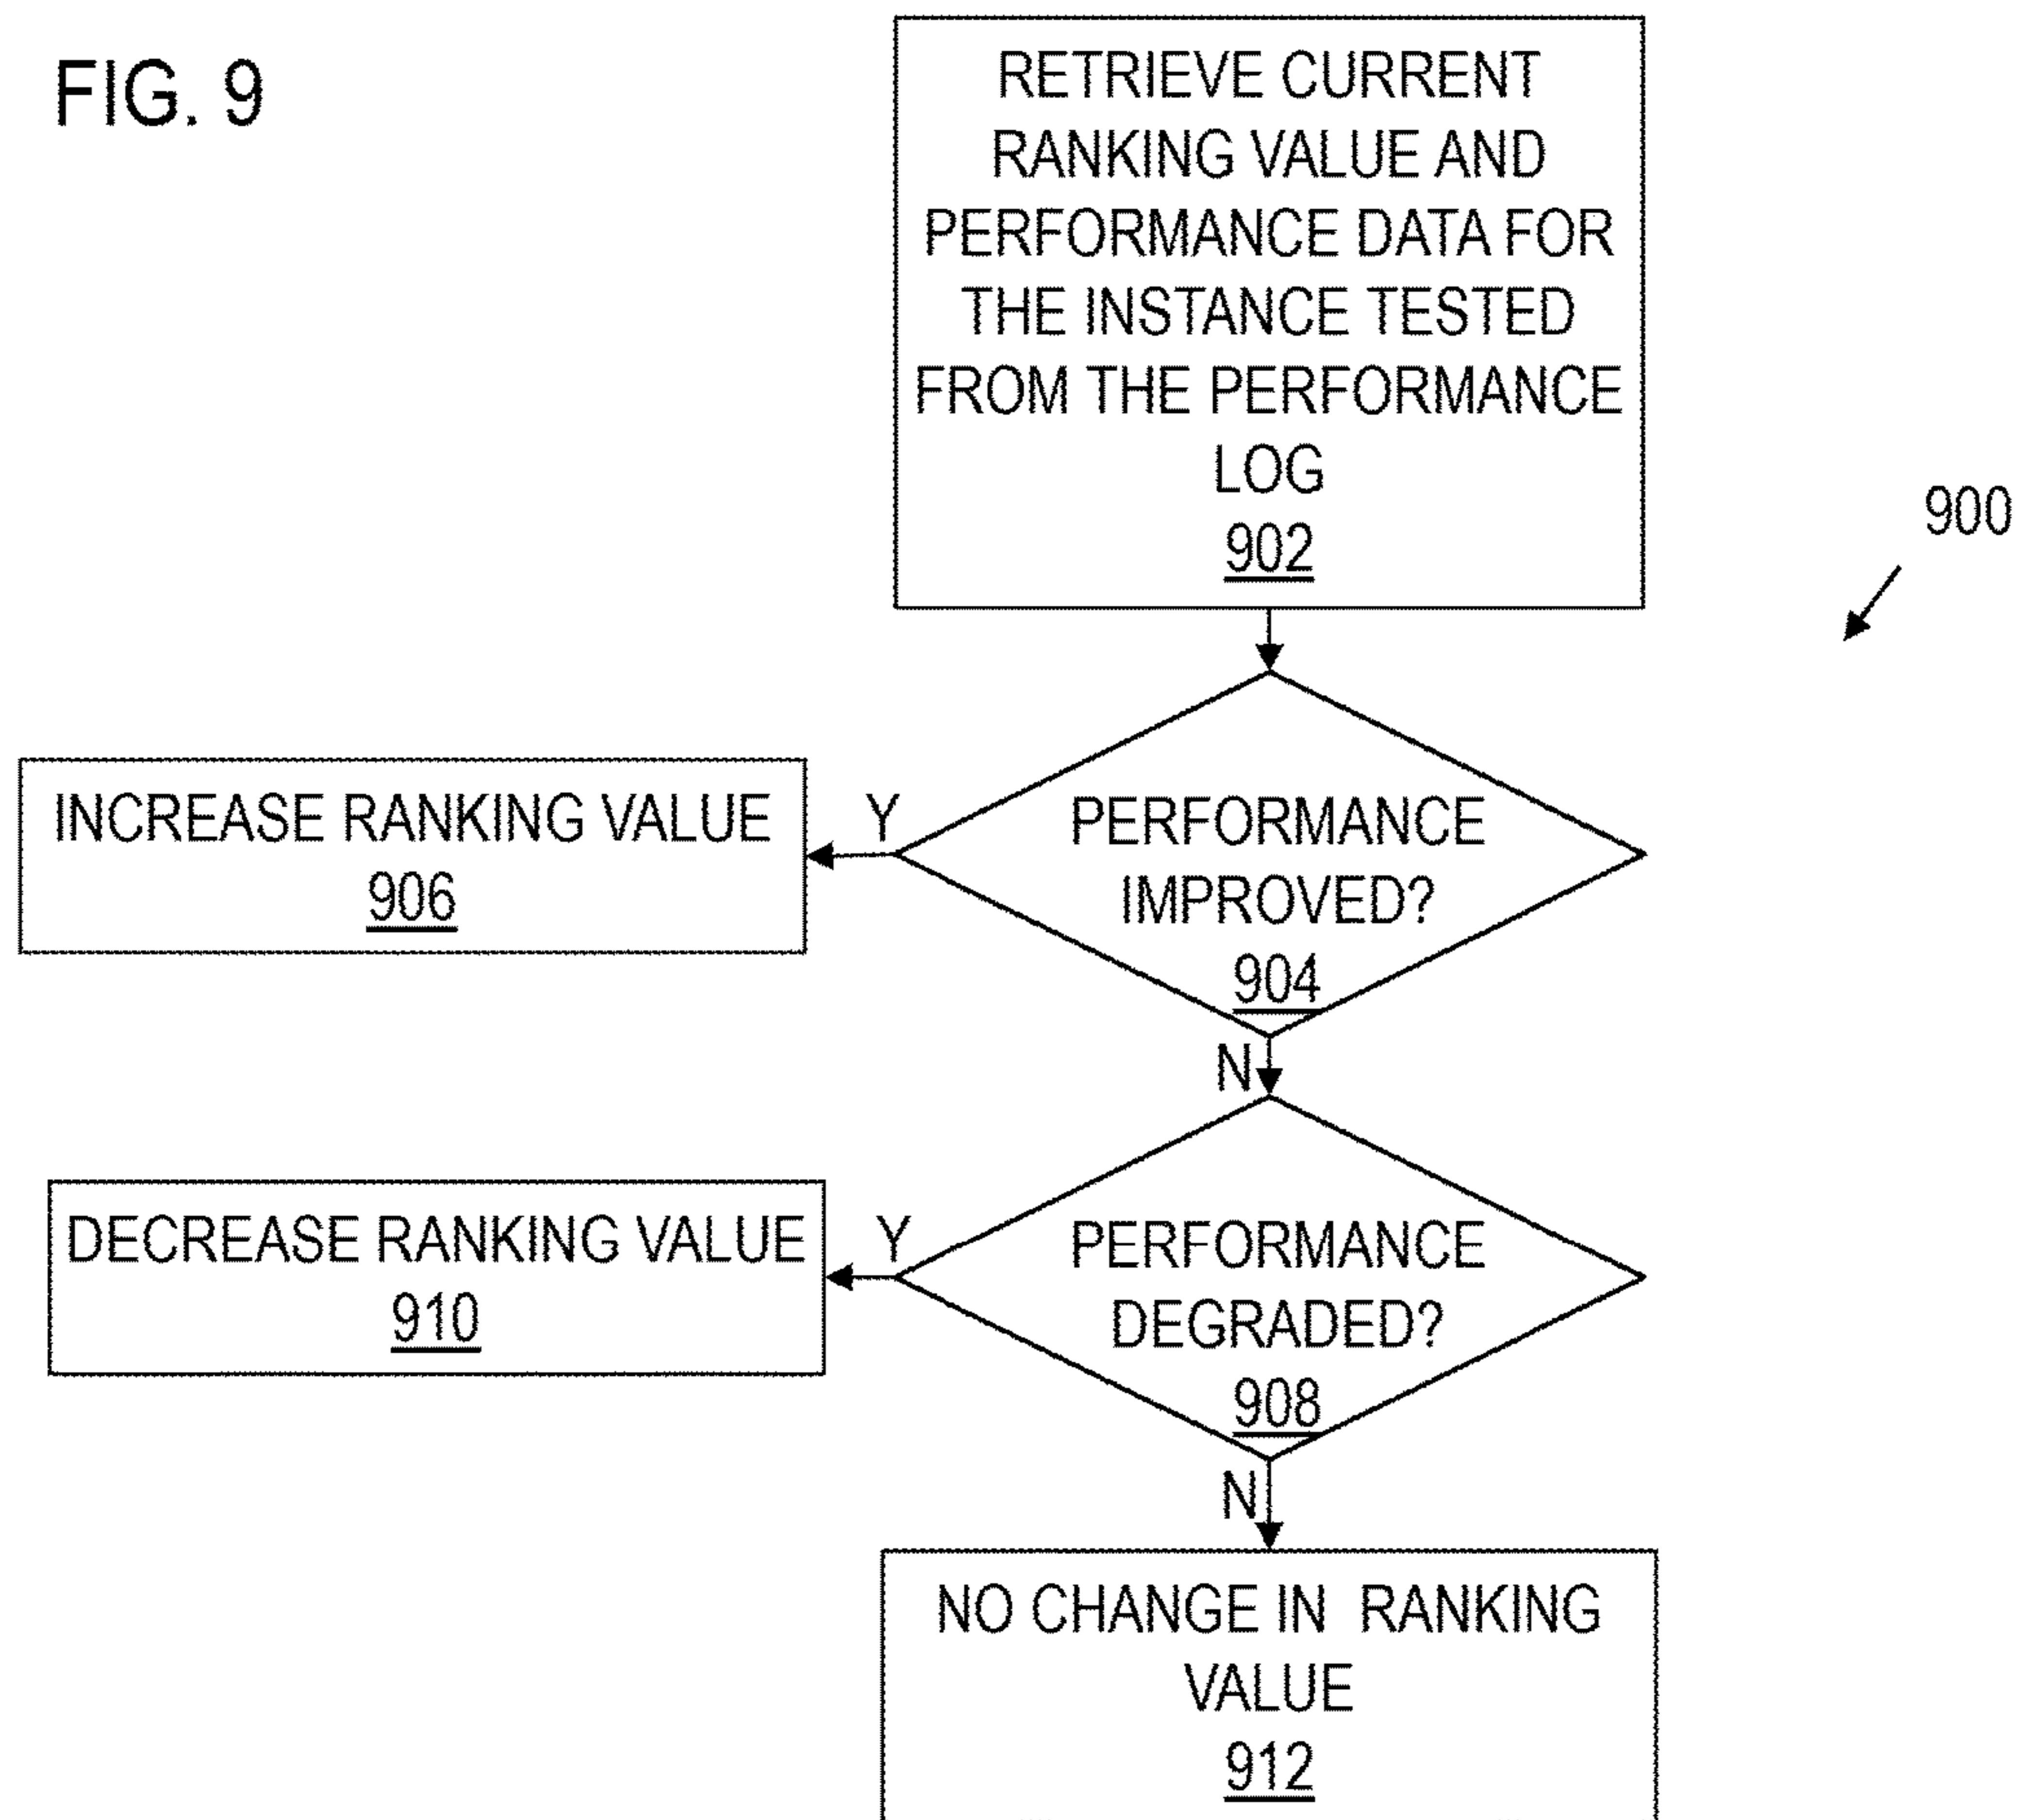 FIG. 9
RETRIEVE CURRENT
RANKING VALUE AND
PERFORMANCE DATA FOR
THE INSTANCE TESTED
FROM THE PERFORMANCE
LOG
902
900
PERFORMANCE
IMPROVED?
904
Y
INCREASE RANKING VALUE
906
N
PERFORMANCE
DEGRADED?
908
Y
DECREASE RANKING VALUE
910
N
NO CHANGE IN RANKING
VALUE
912